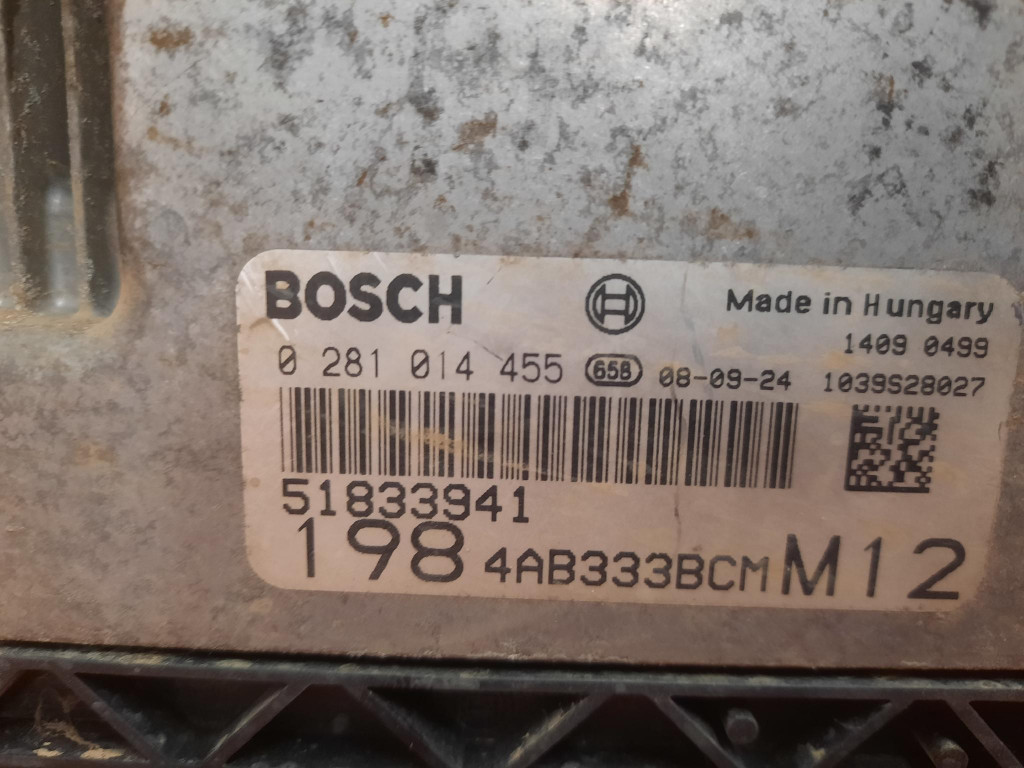 BOSCH Made in Hungary
1409 0499
0 281 014 455 658 08-09-24 1039S28027
51833941
198 4AB333BCM M12